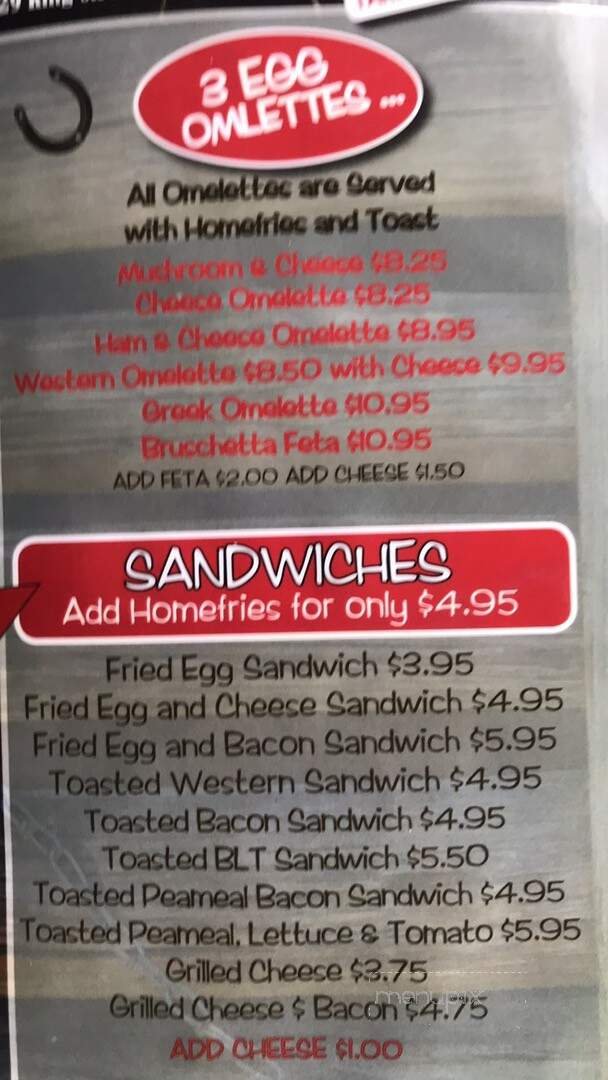 3 EGG
OMLETTES ...
All Omelettes are Served
with Homefries and Toast
Mushroom & Cheese $8.25
Cheese Omelette $8.25
Ham & Cheese Omelette $8.95
Western Omelette $8.50 with Cheese $9.95
Greek Omelette $10.95
Bruschetta Feta $10.95
ADD FETA $2.00 ADD CHEESE $1.50
SANDWICHES
Add Homefries for only $4.95
Fried Egg Sandwich $3.95
Fried Egg and Cheese Sandwich $4.95
Fried Egg and Bacon Sandwich $5.95
Toasted Western Sandwich $4.95
Toasted Bacon Sandwich $4.95
Toasted BLT Sandwich $5.50
Toasted Peameal Bacon Sandwich $4.95
Toasted Peameal, Lettuce & Tomato $5.95
Grilled Cheese $3.75
menupix
Grilled Cheese $ Bacon $4.75
ADD CHEESE $1.00